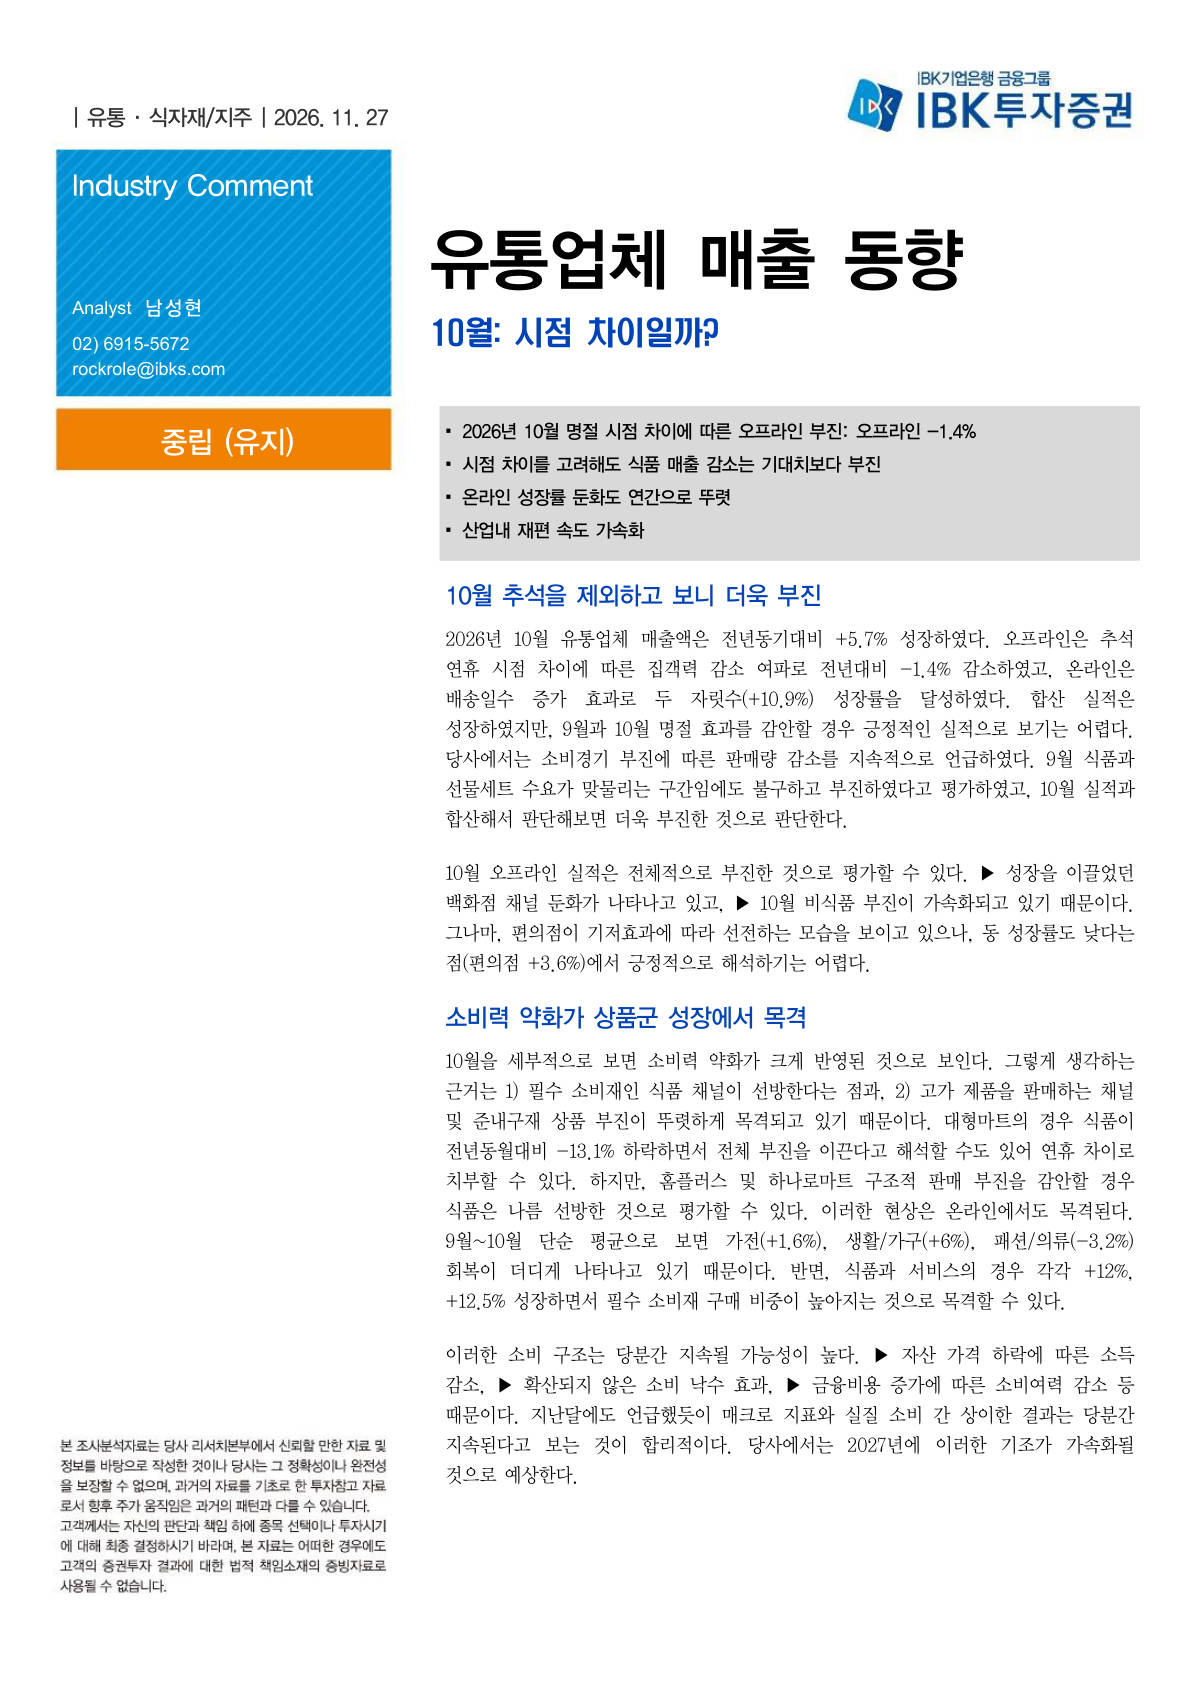 | 유통 · 식자재/지주 | 2026. 11. 27
IBK기업은행 금융그룹
IBK투자증권
Industry Comment
Analyst 남성현
02) 6915-5672
rockrole@ibks.com
중립 (유지)
유통업체 매출 동향
10월: 시점 차이일까?
▪ 2026년 10월 명절 시점 차이에 따른 오프라인 부진: 오프라인 -1.4%
▪ 시점 차이를 고려해도 식품 매출 감소는 기대치보다 부진
▪ 온라인 성장률 둔화도 연간으로 뚜렷
▪ 산업내 재편 속도 가속화
10월 추석을 제외하고 보니 더욱 부진
2026년 10월 유통업체 매출액은 전년동기대비 +5.7% 성장하였다. 오프라인은 추석
연휴 시점 차이에 따른 집객력 감소 여파로 전년대비 -1.4% 감소하였고, 온라인은
배송일수 증가 효과로 두 자릿수(+10.9%) 성장률을 달성하였다. 합산 실적은
성장하였지만, 9월과 10월 명절 효과를 감안할 경우 긍정적인 실적으로 보기는 어렵다.
당사에서는 소비경기 부진에 따른 판매량 감소를 지속적으로 언급하였다. 9월 식품과
선물세트 수요가 맞물리는 구간임에도 불구하고 부진하였다고 평가하였고, 10월 실적과
합산해서 판단해보면 더욱 부진한 것으로 판단한다.
10월 오프라인 실적은 전체적으로 부진한 것으로 평가할 수 있다. ▶ 성장을 이끌었던
백화점 채널 둔화가 나타나고 있고, ▶ 10월 비식품 부진이 가속화되고 있기 때문이다.
그나마, 편의점이 기저효과에 따라 선전하는 모습을 보이고 있으나, 동 성장률도 낮다는
점(편의점 +3.6%)에서 긍정적으로 해석하기는 어렵다.
소비력 약화가 상품군 성장에서 목격
10월을 세부적으로 보면 소비력 약화가 크게 반영된 것으로 보인다. 그렇게 생각하는
근거는 1) 필수 소비재인 식품 채널이 선방한다는 점과, 2) 고가 제품을 판매하는 채널
및 준내구재 상품 부진이 뚜렷하게 목격되고 있기 때문이다. 대형마트의 경우 식품이
전년동월대비 -13.1% 하락하면서 전체 부진을 이끈다고 해석할 수도 있어 연휴 차이로
치부할 수 있다. 하지만, 홈플러스 및 하나로마트 구조적 판매 부진을 감안할 경우
식품은 나름 선방한 것으로 평가할 수 있다. 이러한 현상은 온라인에서도 목격된다.
9월~10월 단순 평균으로 보면 가전(+1.6%), 생활/가구(+6%), 패션/의류(-3.2%)
회복이 더디게 나타나고 있기 때문이다. 반면, 식품과 서비스의 경우 각각 +12%,
+12.5% 성장하면서 필수 소비재 구매 비중이 높아지는 것으로 목격할 수 있다.
이러한 소비 구조는 당분간 지속될 가능성이 높다. ▶ 자산 가격 하락에 따른 소득
감소, ▶ 확산되지 않은 소비 낙수 효과, ▶ 금융비용 증가에 따른 소비여력 감소 등
때문이다. 지난달에도 언급했듯이 매크로 지표와 실질 소비 간 상이한 결과는 당분간
지속된다고 보는 것이 합리적이다. 당사에서는 2027년에 이러한 기조가 가속화될
것으로 예상한다.
본 조사분석자료는 당사 리서치본부에서 신뢰할 만한 자료 및
정보를 바탕으로 작성한 것이나 당사는 그 정확성이나 완전성
을 보장할 수 없으며, 과거의 자료를 기초로 한 투자참고 자료
로서 향후 주가 움직임은 과거의 패턴과 다를 수 있습니다.
고객께서는 자신의 판단과 책임 하에 종목 선택이나 투자시기
에 대해 최종 결정하시기 바라며, 본 자료는 어떠한 경우에도
고객의 증권투자 결과에 대한 법적 책임소재의 증빙자료로
사용될 수 없습니다.